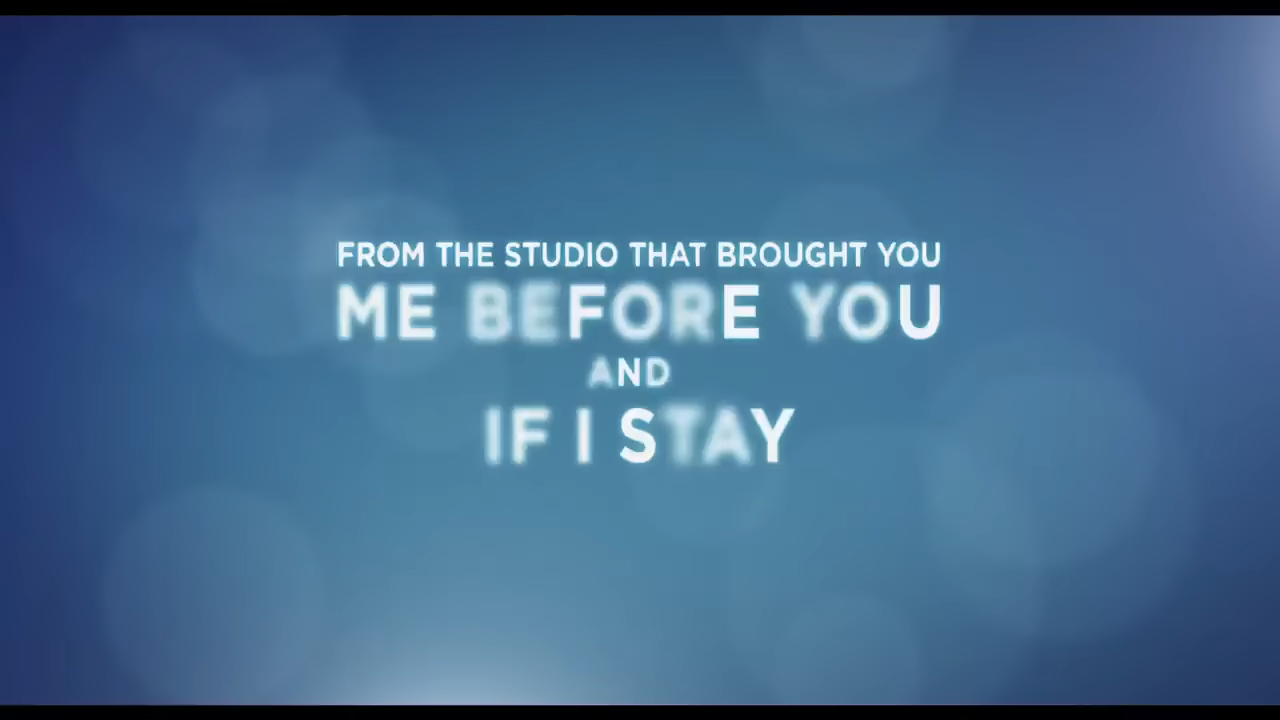 FROM THE STUDIO THAT BROUGHT YOU
ME BEFORE YOU
AND
IF I STAY